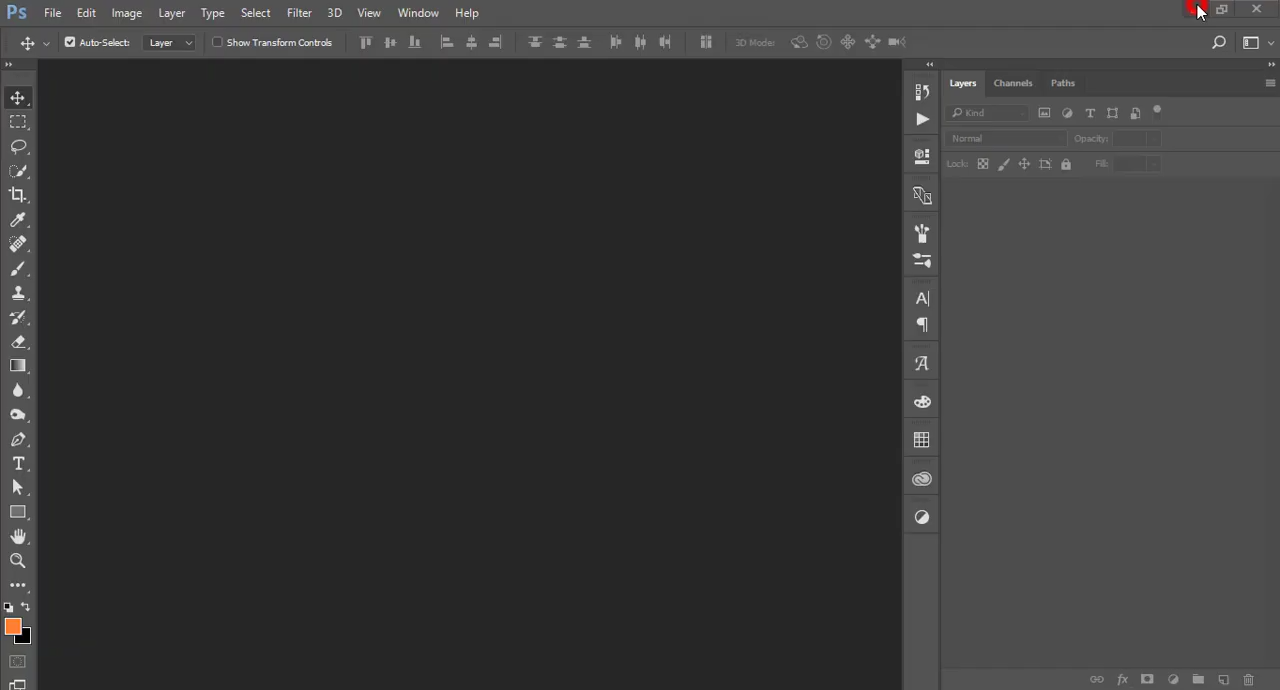 Ps File Edit Image Layer Type Select Filter 3D View Window Help
Auto-Select: Layer Show Transform Controls 3D Mode:
Layers Channels Paths
Kind
Normal Opacity:
Lock: Fill: